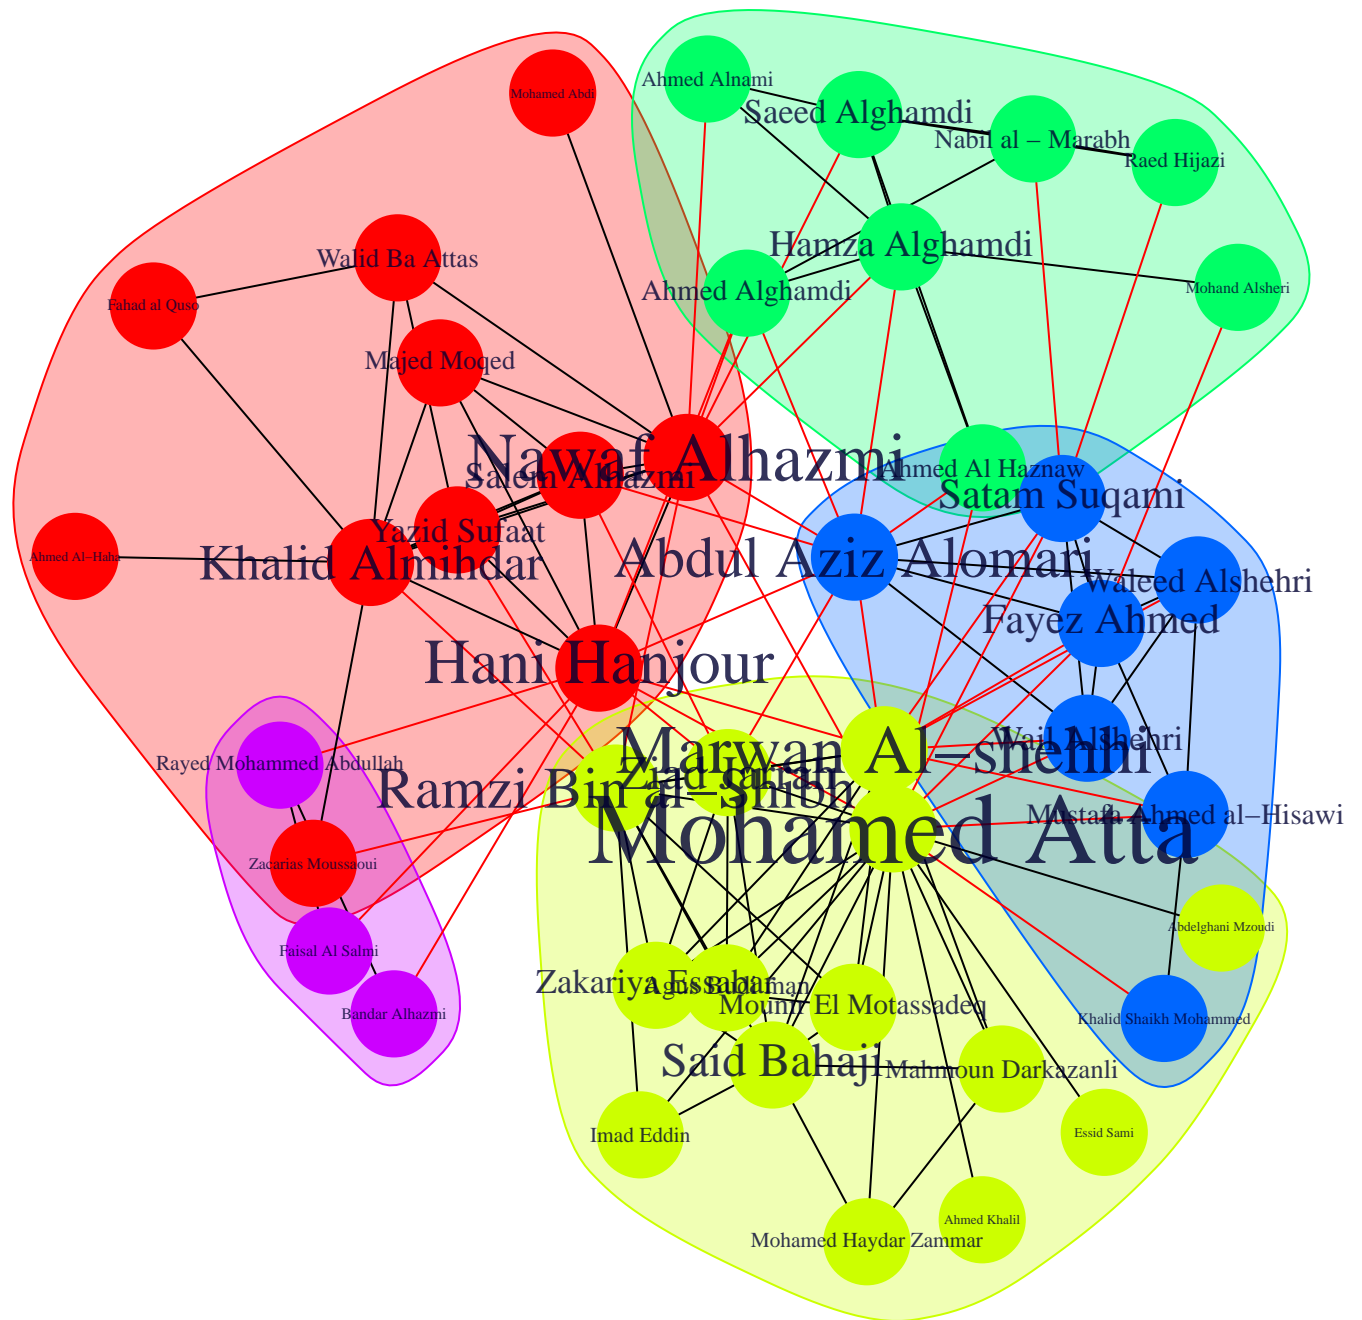 Ahmed Alnami
Mohamed Abdi
Saeed Alghamdi
Nabil al – Marabh
Raed Hijazi
Hamza Alghamdi
Walid Ba Attas
Mohand Alsheri
Ahmed Alghamdi
Fahad al Quso
Majed Moqed
Nawaf Alhazmi
Ahmed Al Haznaw
Salem Alhazmi
Satam Suqami
Yazid Sufaat
Ahmed Al–Haha
Khalid Almihdar
Abdul Aziz Alomari
Waleed Alshehri
Fayez Ahmed
Hani Hanjour
Wail Alshehri
Marwan Al–shehhi
Rayed Mohammed Abdullah
Ziad Jarrah
Ramzi Bin al–Shibh
Mustafa Ahmed al–Hisawi
Mohamed Atta
Zacarias Moussaoui
Abdelghani Mzoudi
Faisal Al Salmi
Zakariya Essabar
Agus Budiman
Mounir El Motassadeq
Bandar Alhazmi
Khalid Shaikh Mohammed
Said Bahaji
Mahmoun Darkazanli
Imad Eddin
Essid Sami
Ahmed Khalil
Mohamed Haydar Zammar